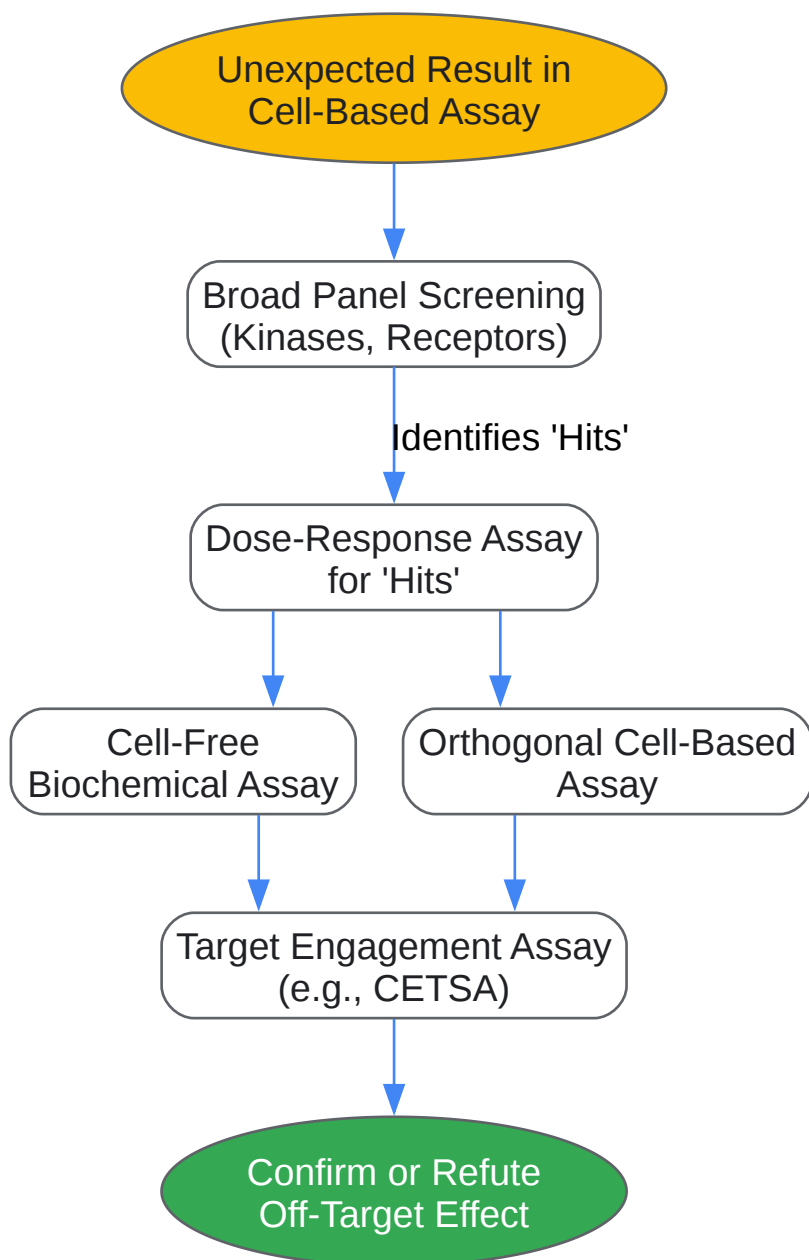 Unexpected Result in
Cell-Based Assay
Broad Panel Screening
(Kinases, Receptors)
Identifies 'Hits'
Dose-Response Assay
for 'Hits'
Cell-Free
Biochemical Assay
Orthogonal Cell-Based
Assay
Target Engagement Assay
(e.g., CETSA)
Confirm or Refute
Off-Target Effect